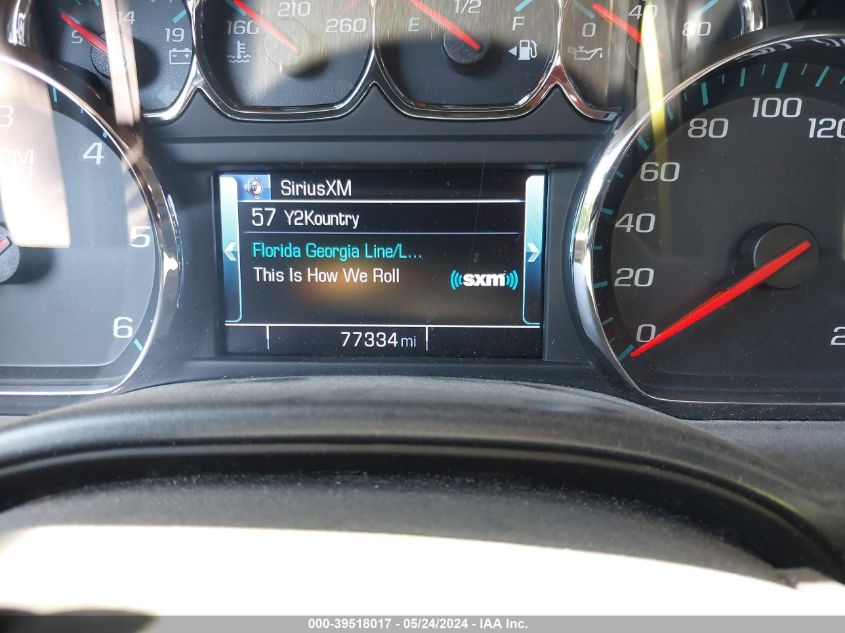 14
9
19
160
210
260
E
1/2
F
0
40
80
3
4
5
6
SiriusXM
57 Y2Kountry
Florida Georgia Line/L...
This Is How We Roll
sxm
77334 mi
0
20
40
60
80
100
120
000-39518017 - 05/24/2024 - IAA Inc.